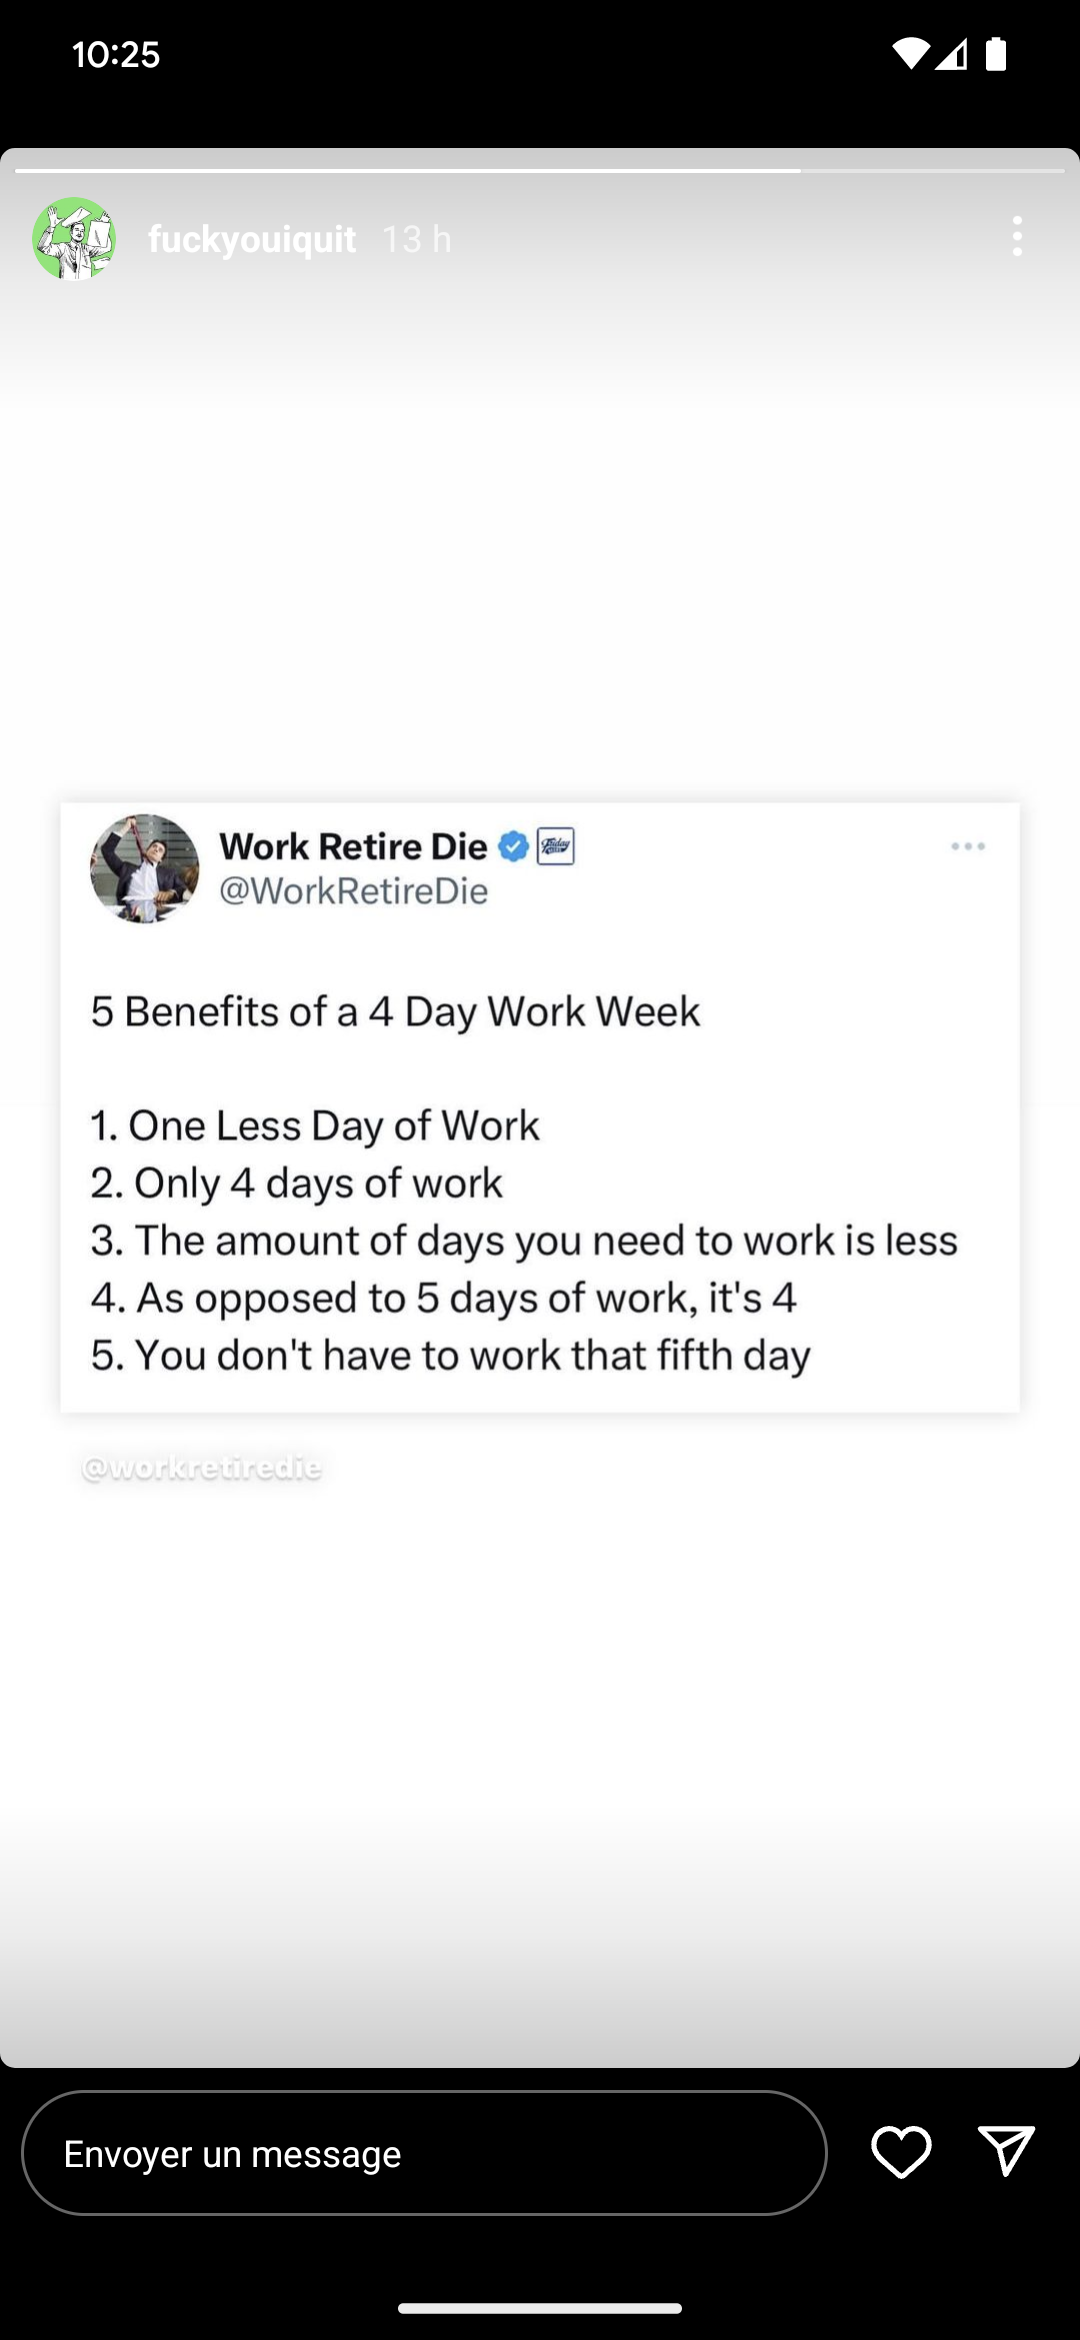 10:25
fuckyouiquit 13 h
Work Retire Die
@WorkRetireDie
5 Benefits of a 4 Day Work Week
1. One Less Day of Work
2. Only 4 days of work
3. The amount of days you need to work is less
4. As opposed to 5 days of work, it's 4
5. You don't have to work that fifth day
@workretiredie
Envoyer un message